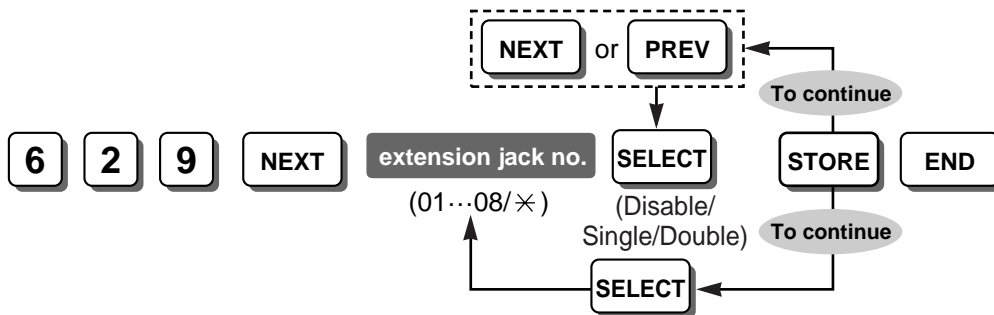 NEXT or PREV
To continue
6 2 9 NEXT extension jack no. SELECT STORE END
(01···08/✳)
(Disable/
Single/Double)
To continue
SELECT